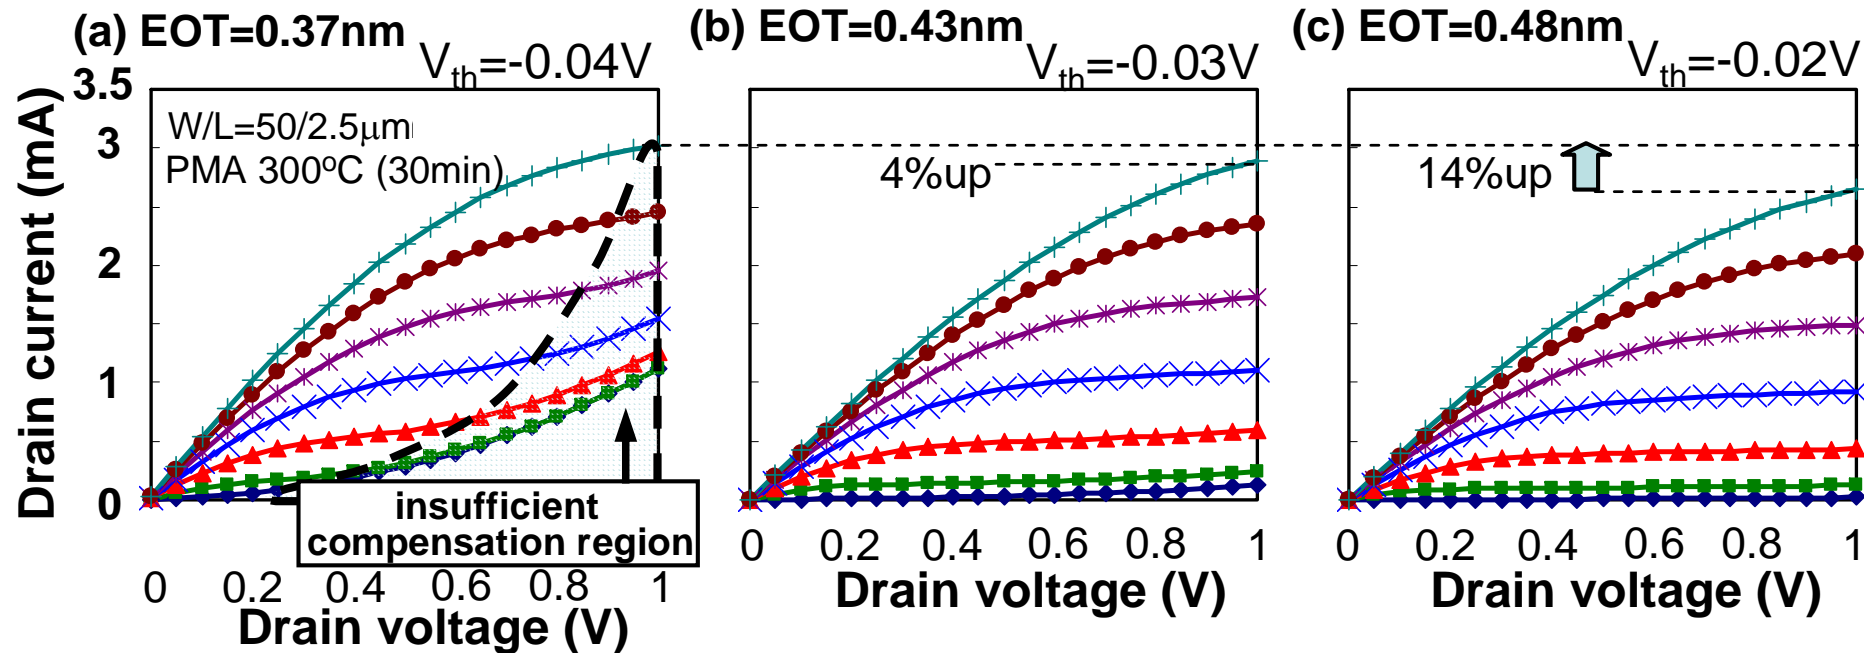 (a) EOT=0.37nm
Vth=-0.04V
(b) EOT=0.43nm
Vth=-0.03V
(c) EOT=0.48nm
Vth=-0.02V
Drain current (mA)
3.5
3
2
1
0
W/L=50/2.5μm
PMA 300ºC (30min)
4%up
14%up
insufficient
compensation region
0 0.2 0.4 0.6 0.8 1
Drain voltage (V)
0 0.2 0.4 0.6 0.8 1
Drain voltage (V)
0 0.2 0.4 0.6 0.8 1
Drain voltage (V)